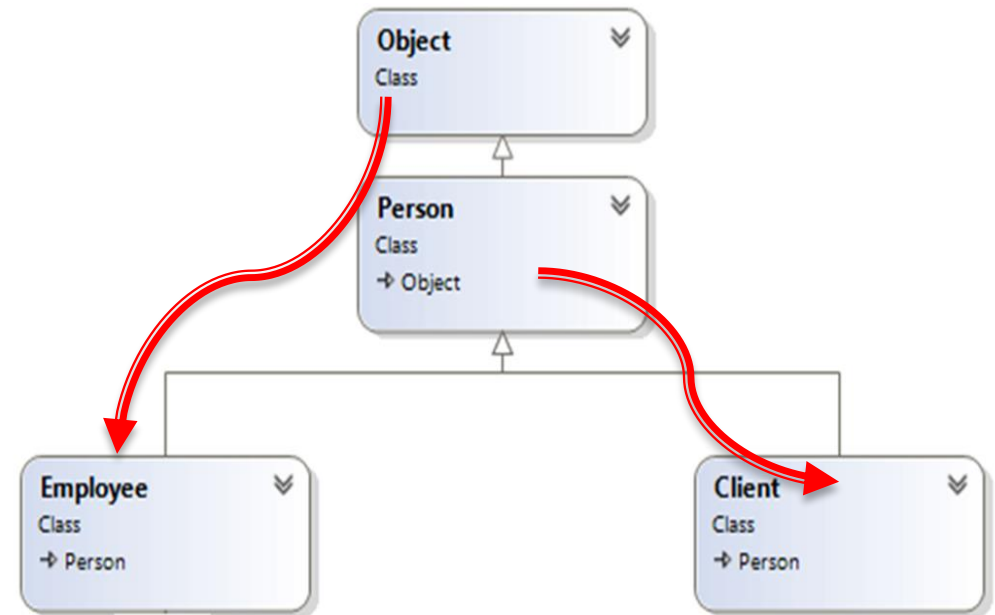 Object
Class
Person
Class
Object
Employee
Class
Person
Client
Class
Person